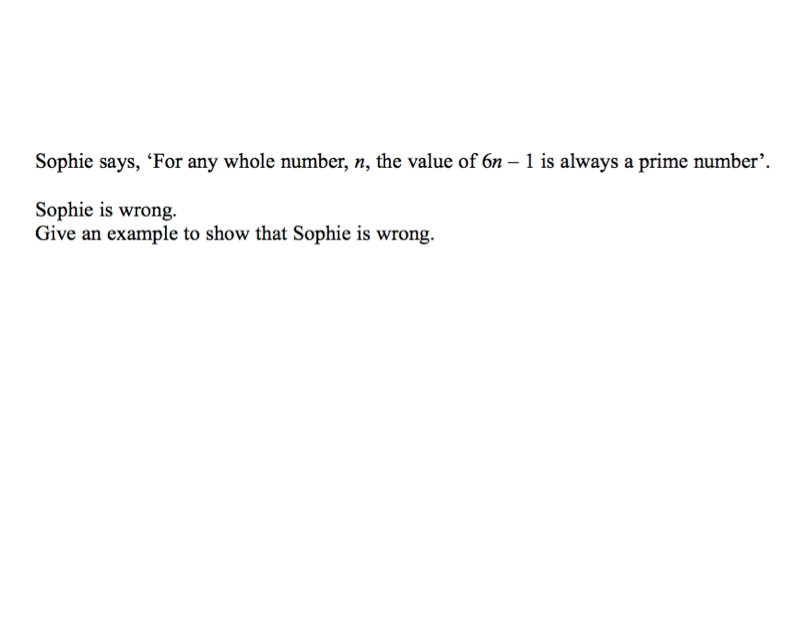 Sophie says, ‘For any whole number, n, the value of 6n – 1 is always a prime number’.
Sophie is wrong.
Give an example to show that Sophie is wrong.